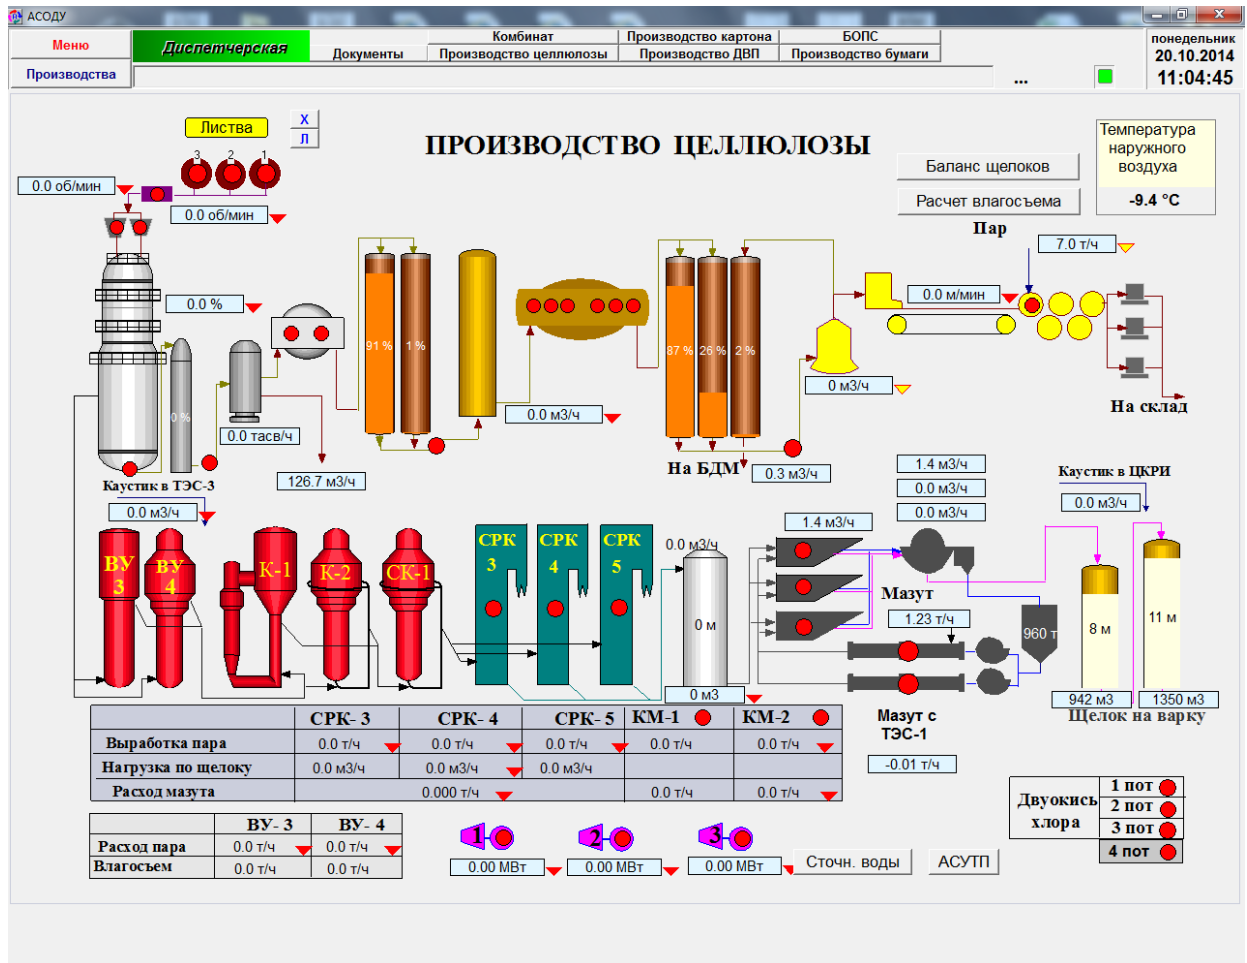 АСОДУ
Меню
Диспетчерская
Документы
Комбинат
Производство картона
БОПС
Производство целлюлозы
Производство ДВП
Производство бумаги
понедельник
20.10.2014
11:04:45
Производства
...
Листва
Х
Л
ПРОИЗВОДСТВО ЦЕЛЛЮЛОЗЫ
Баланс щелоков
Расчет влагосъема
Температура
наружного
воздуха
-9.4 °C
3 2 1
0.0 об/мин
0.0 об/мин
Пар
7.0 т/ч
0.0 %
0.0 м/мин
91 %
1 %
87 %
26 %
2 %
0 %
0 м3/ч
0.0 м3/ч
0.0 тасв/ч
На склад
126.7 м3/ч
На БДМ
0.3 м3/ч
1.4 м3/ч
0.0 м3/ч
0.0 м3/ч
Каустик в ТЭС-3
0.0 м3/ч
Каустик в ЦКРИ
0.0 м3/ч
1.4 м3/ч
ВУ 3
ВУ 4
К-1
К-2
СК-1
СРК 3
СРК 4
СРК 5
0.0 м3/ч
0 м
0 м3
Мазут
1.23 т/ч
960 т
8 м
11 м
942 м3
1350 м3
Щелок на варку
Мазут с
ТЭС-1
-0.01 т/ч
СРК- 3 СРК- 4 СРК- 5 КМ-1 КМ-2
Выработка пара 0.0 т/ч 0.0 т/ч 0.0 т/ч 0.0 т/ч 0.0 т/ч
Нагрузка по щелоку 0.0 м3/ч 0.0 м3/ч 0.0 м3/ч
Расход мазута 0.000 т/ч 0.0 т/ч 0.0 т/ч
ВУ- 3 ВУ- 4
Расход пара 0.0 т/ч 0.0 т/ч
Влагосъем 0.0 т/ч 0.0 т/ч
1 2 3
0.00 МВт 0.00 МВт 0.00 МВт
Сточн. воды
АСУТП
Двуокись
хлора
1 пот
2 пот
3 пот
4 пот